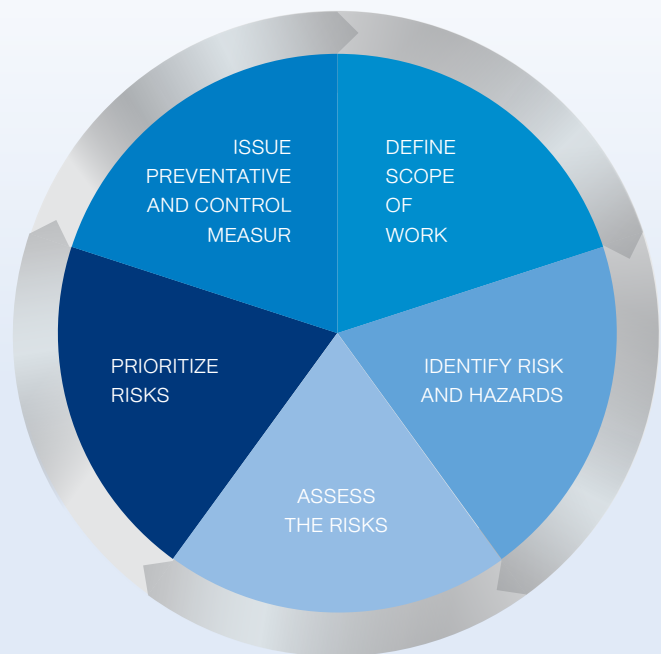 DEFINE
SCOPE
OF
WORK
IDENTIFY RISK
AND HAZARDS
ASSESS
THE RISKS
PRIORITIZE
RISKS
ISSUE
PREVENTATIVE
AND CONTROL
MEASUR